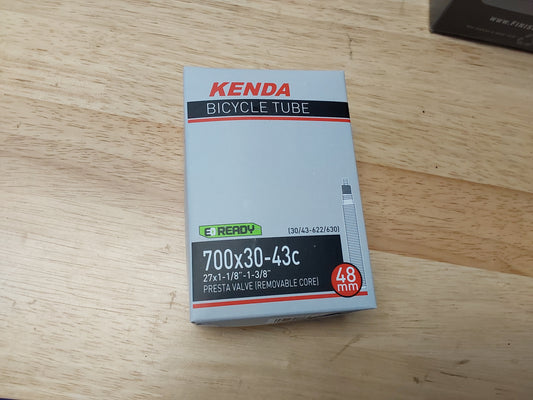 KENDA
BICYCLE TUBE
E READY
(30/43-622/630)
700x30-43c
27x1-1/8"-1-3/8"
PRESTA VALVE (REMOVABLE CORE)
48
mm